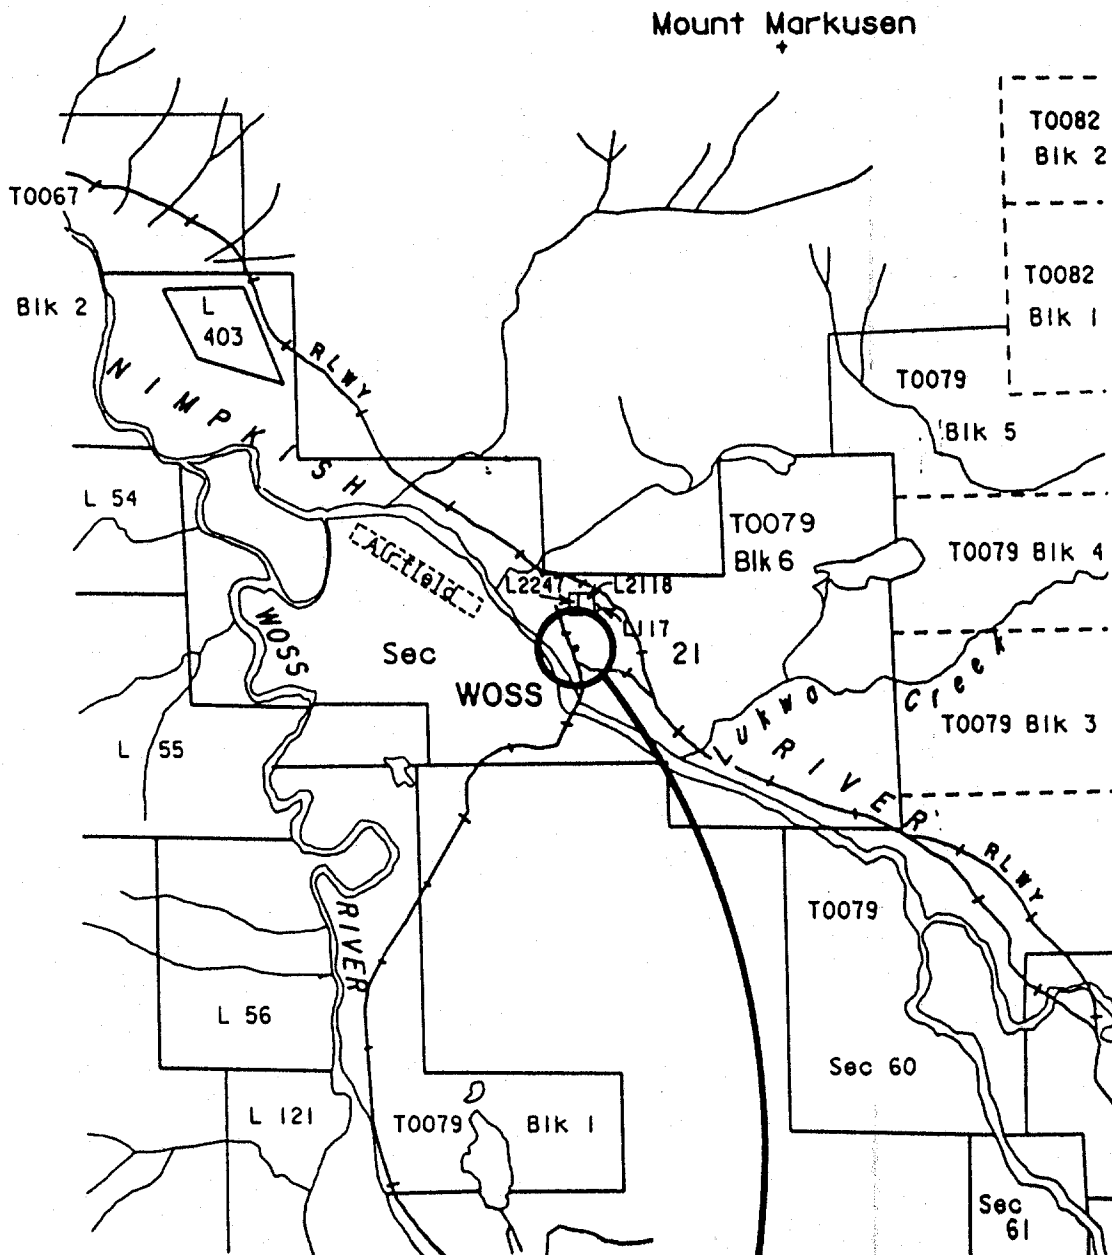 Mount Markusen
T0082
Blk 2
T0067
T0082
Blk 1
Blk 2
L
403
NIMPKISH
RLWY
T0079
Blk 5
L 54
T0079
Blk 6
T0079 Blk 4
Airfield
L2247
L2118
L117
WOSS
Sec
21
WOSS
Lukwa
Creek
T0079 Blk 3
L 55
RIVER
RLWY
T0079
RIVER
L 56
Sec 60
L 121
T0079
Blk 1
Sec
61